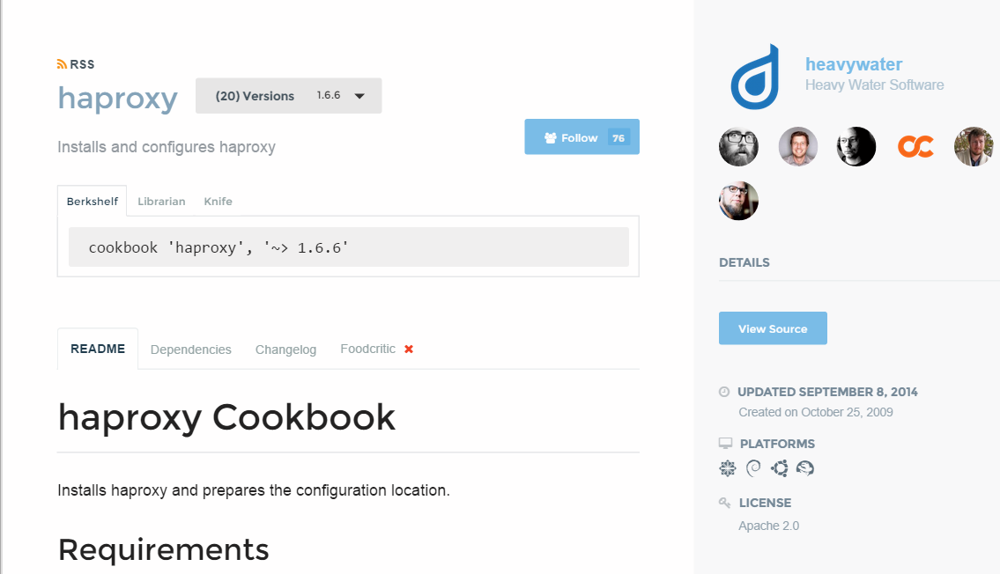 RSS
haproxy
(20) Versions 1.6.6
Installs and configures haproxy
Follow 76
Berkshelf Librarian Knife
cookbook 'haproxy', '~> 1.6.6'
README Dependencies Changelog Foodcritic
haproxy Cookbook
Installs haproxy and prepares the configuration location.
Requirements
heavywater
Heavy Water Software
DETAILS
View Source
UPDATED SEPTEMBER 8, 2014
Created on October 25, 2009
PLATFORMS
LICENSE
Apache 2.0